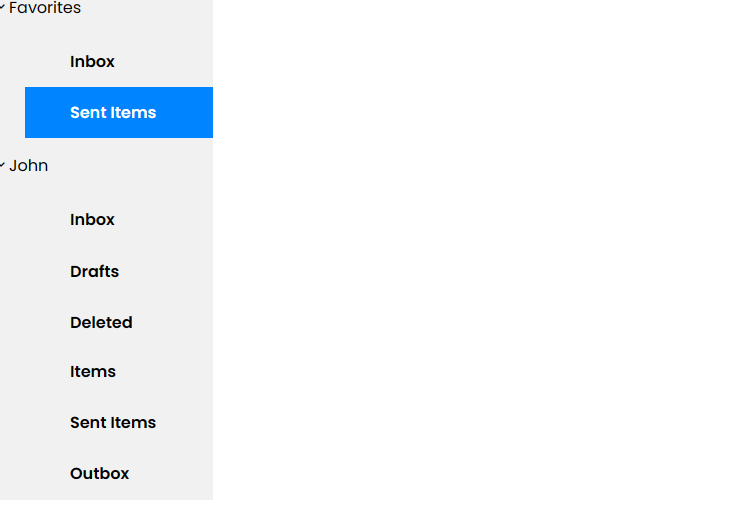 Favorites
Inbox
Sent Items
John
Inbox
Drafts
Deleted
Items
Sent Items
Outbox